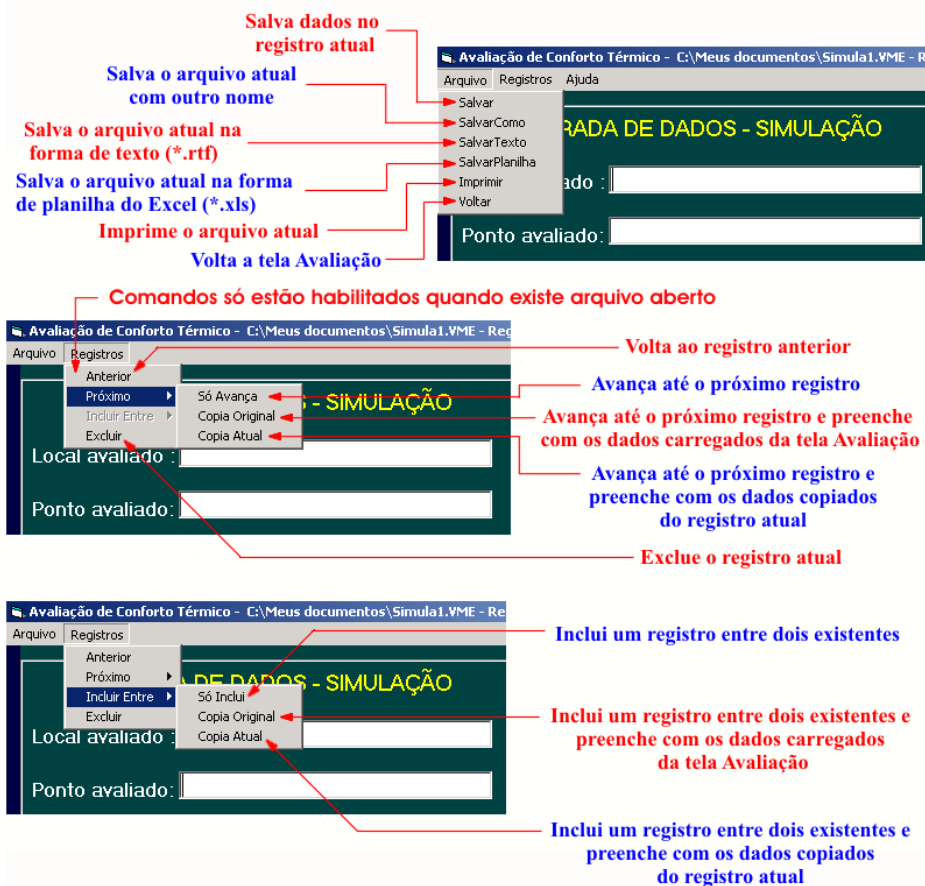 Salva dados no
registro atual
Salva o arquivo atual
com outro nome
Salva o arquivo atual na
forma de texto (*.rtf)
Salva o arquivo atual na forma
de planilha do Excel (*.xls)
Imprime o arquivo atual
Volta a tela Avaliação
Avaliação de Conforto Térmico - C:\Meus documentos\Simula1.VME - R
Arquivo Registros Ajuda
Salvar
SalvarComo
SalvarTexto
SalvarPlanilha
Imprimir
Voltar
RADA DE DADOS - SIMULAÇÃO
ado :
Ponto avaliado:
Comandos só estão habilitados quando existe arquivo aberto
Avaliação de Conforto Térmico - C:\Meus documentos\Simula1.VME - Reg
Arquivo Registros
Anterior
Próximo
Incluir Entre
Excluir
Só Avança
Copia Original
Copia Atual
S - SIMULAÇÃO
Local avaliado :
Ponto avaliado:
Volta ao registro anterior
Avança até o próximo registro
Avança até o próximo registro e preenche
com os dados carregados da tela Avaliação
Avança até o próximo registro e
preenche com os dados copiados
do registro atual
Exclue o registro atual
Avaliação de Conforto Térmico - C:\Meus documentos\Simula1.VME - Re
Arquivo Registros
Anterior
Próximo
Incluir Entre
Excluir
Só Inclui
Copia Original
Copia Atual
A DE DADOS - SIMULAÇÃO
Local avaliado :
Ponto avaliado:
Inclui um registro entre dois existentes
Inclui um registro entre dois existentes e
preenche com os dados carregados
da tela Avaliação
Inclui um registro entre dois existentes e
preenche com os dados copiados
do registro atual